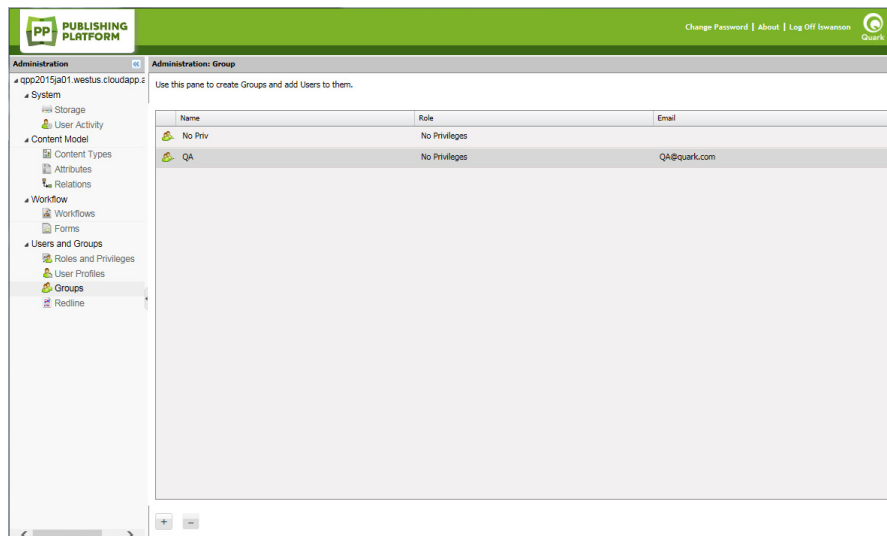 PP PUBLISHING
PLATFORM
Change Password | About | Log Off lswanson
Quark
Administration
Administration: Group
qpp2015ja01.westus.cloudapp.a
Use this pane to create Groups and add Users to them.
System
Storage
User Activity
Content Model
Content Types
Attributes
Relations
Workflow
Workflows
Forms
Users and Groups
Roles and Privileges
User Profiles
Groups
Redline
Name Role Email
No Priv No Privileges
QA No Privileges QA@quark.com